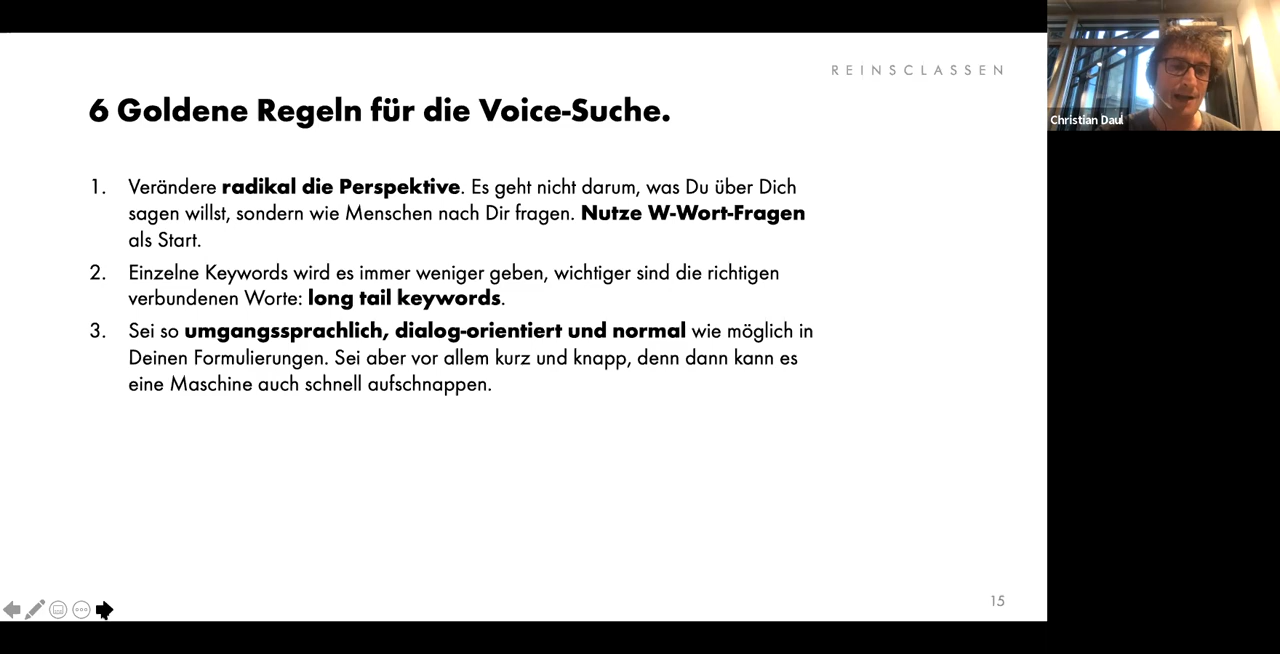 REINSCLASSEN
6 Goldene Regeln für die Voice-Suche.
1. Verändere radikal die Perspektive. Es geht nicht darum, was Du über Dich
sagen willst, sondern wie Menschen nach Dir fragen. Nutze W-Wort-Fragen
als Start.
2. Einzelne Keywords wird es immer weniger geben, wichtiger sind die richtigen
verbundenen Worte: long tail keywords.
3. Sei so umgangssprachlich, dialog-orientiert und normal wie möglich in
Deinen Formulierungen. Sei aber vor allem kurz und knapp, denn dann kann es
eine Maschine auch schnell aufschnappen.
15
Christian Daul